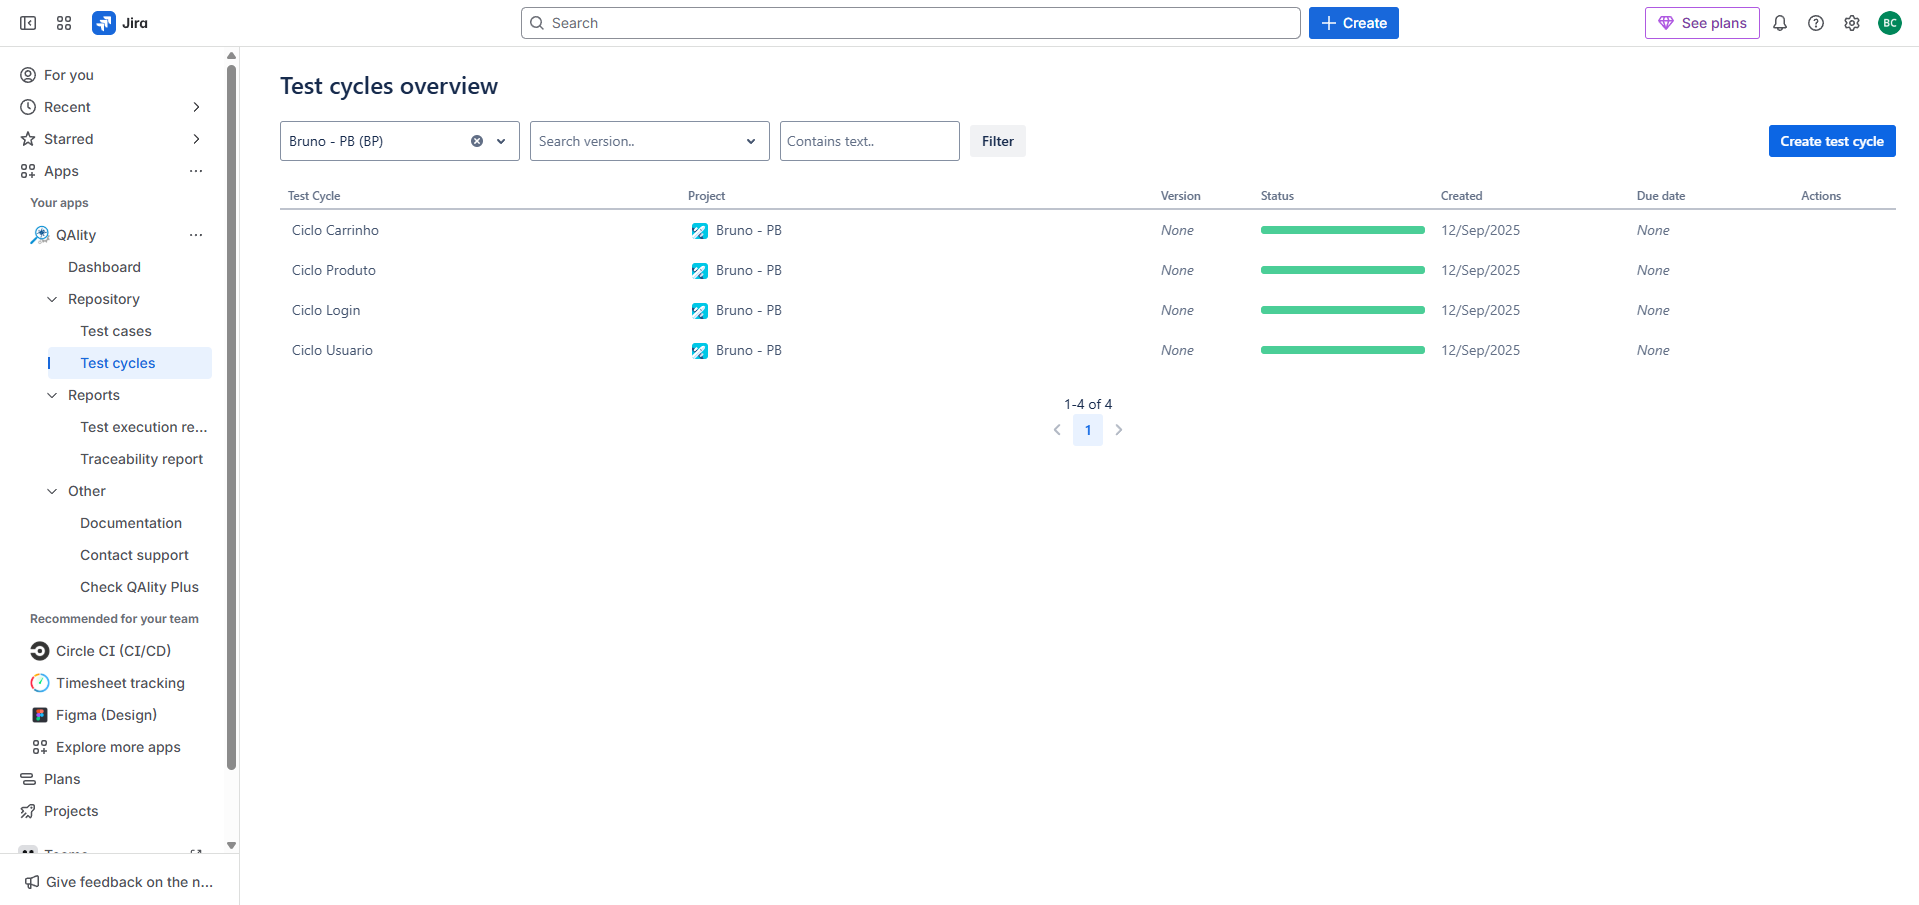 Jira
Search
Create
See plans
BC
For you
Recent
Starred
Apps
Your apps
QAlity
Dashboard
Repository
Test cases
Test cycles
Reports
Test execution re...
Traceability report
Other
Documentation
Contact support
Check QAlity Plus
Recommended for your team
Circle CI (CI/CD)
Timesheet tracking
Figma (Design)
Explore more apps
Plans
Projects
Give feedback on the n...
Test cycles overview
Bruno - PB (BP)
Search version..
Contains text..
Filter
Create test cycle
Test Cycle Project Version Status Created Due date Actions
Ciclo Carrinho Bruno - PB None 12/Sep/2025 None
Ciclo Produto Bruno - PB None 12/Sep/2025 None
Ciclo Login Bruno - PB None 12/Sep/2025 None
Ciclo Usuario Bruno - PB None 12/Sep/2025 None
1-4 of 4
1